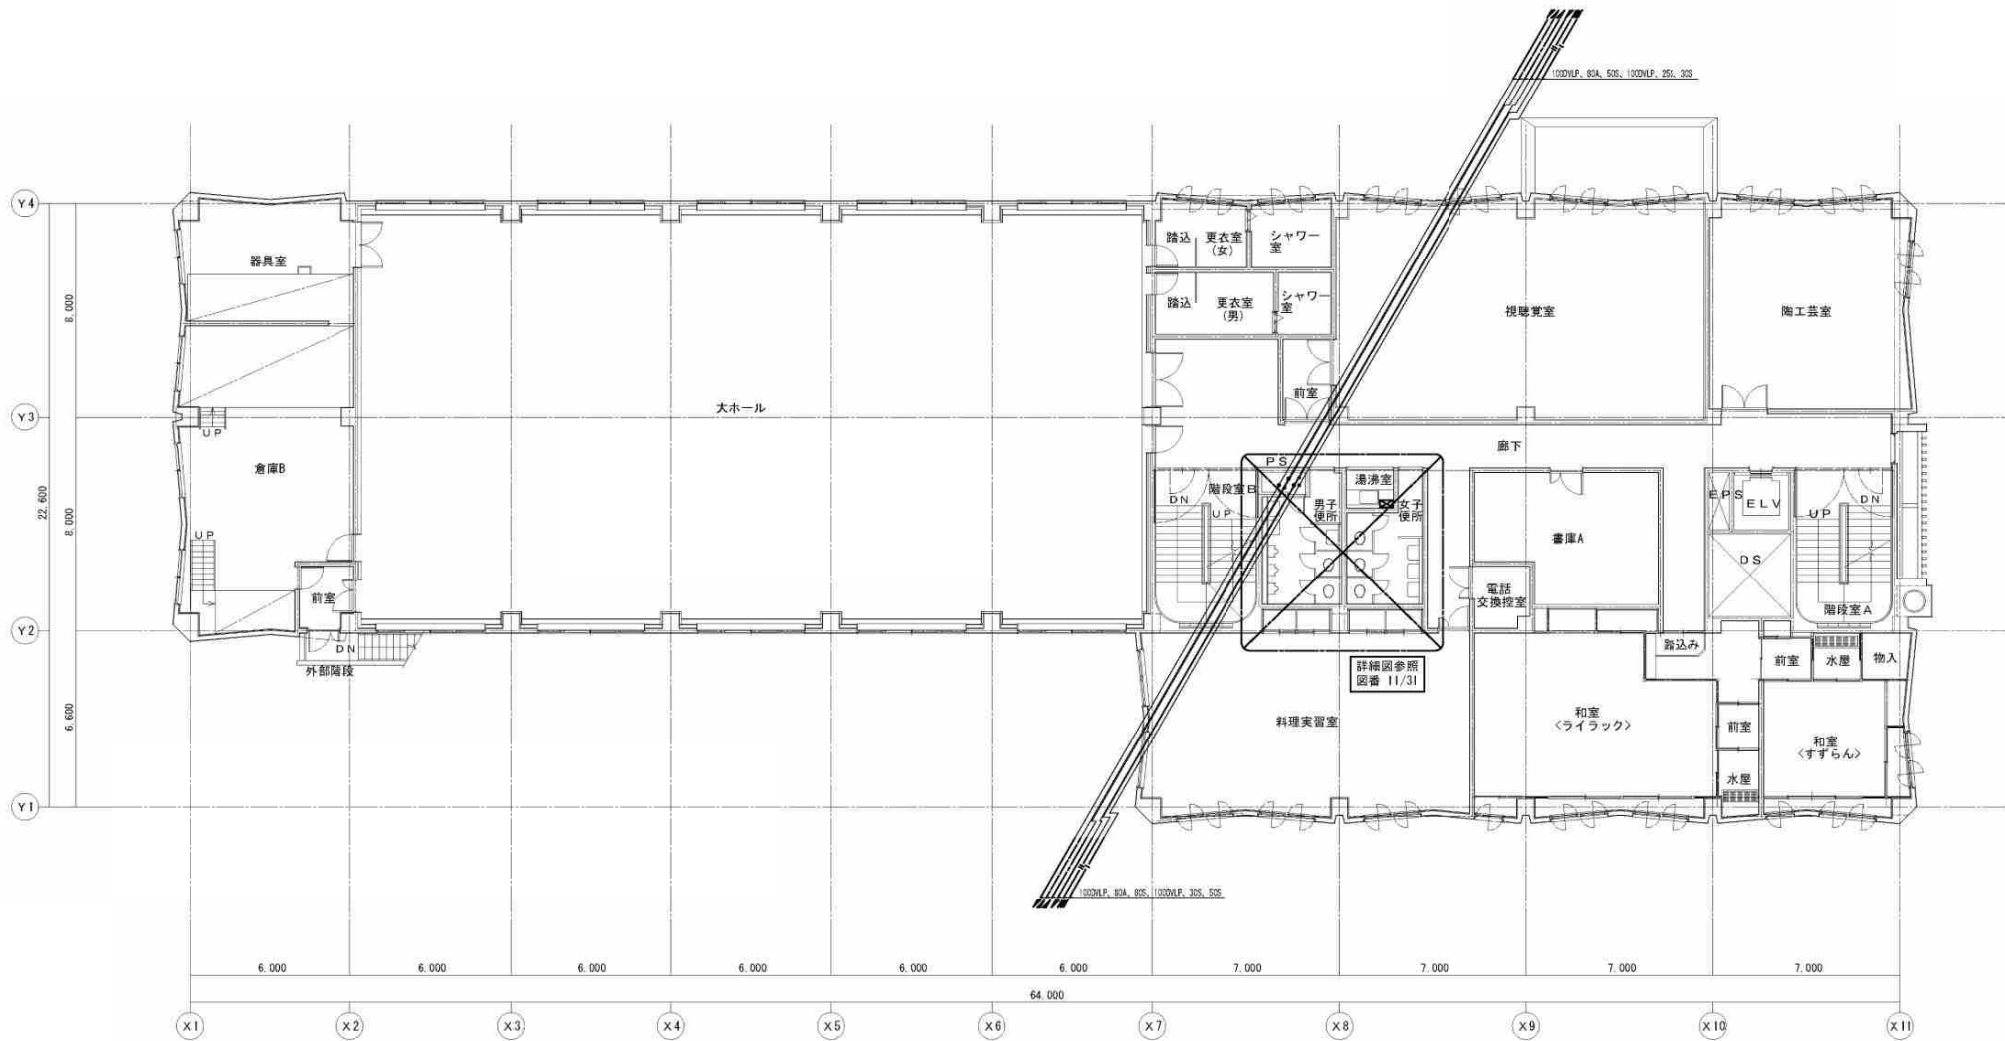 100DVLP、80A、50S、100DVLP、25S、30S
Y4
Y3
Y2
Y1
8.000
8.000
6.600
22.600
器具室
倉庫B
UP
UP
前室
DN
外部階段
大ホール
踏込
更衣室
(女)
シャワー
室
踏込
更衣室
(男)
シャワー
室
前室
視聴覚室
陶工芸室
廊下
PS
階段室B
DN
UP
男子
便所
湯沸室
女子
便所
書庫A
電話
交換控室
EPS
ELV
DS
UP
DN
階段室A
詳細図参照
図番 11/31
料理実習室
和室
<ライラック>
踏込み
前室
水屋
物入
前室
水屋
和室
<すずらん>
100DVLP、80A、80S、100DVLP、30S、50S
6.000
6.000
6.000
6.000
6.000
6.000
7.000
7.000
7.000
7.000
64.000
X1
X2
X3
X4
X5
X6
X7
X8
X9
X10
X11